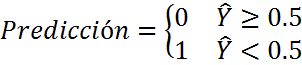 Predicción = { 0 Ŷ ≥ 0.5
1 Ŷ < 0.5